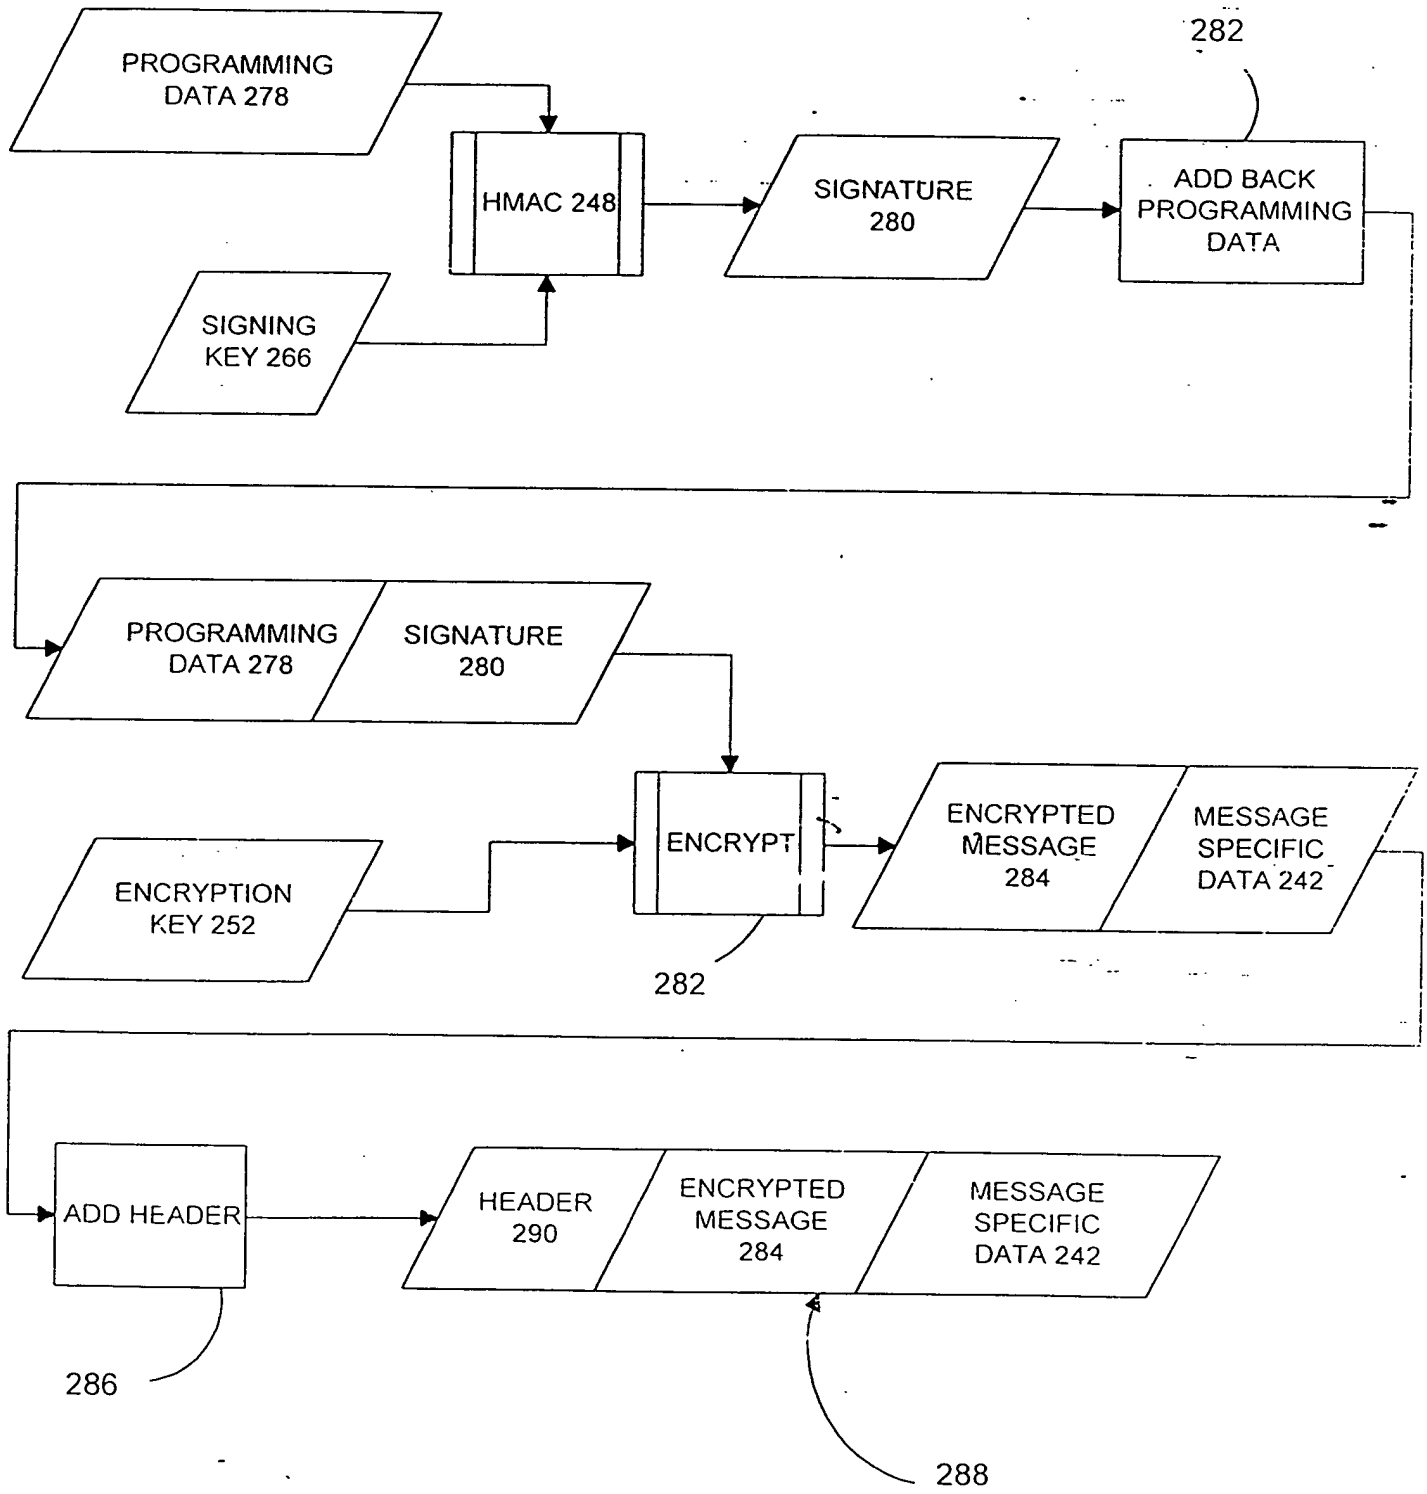 282
PROGRAMMING
DATA 278
HMAC 248
SIGNATURE
280
ADD BACK
PROGRAMMING
DATA
SIGNING
KEY 266
PROGRAMMING
DATA 278
SIGNATURE
280
ENCRYPT
ENCRYPTED
MESSAGE
284
MESSAGE
SPECIFIC
DATA 242
ENCRYPTION
KEY 252
282
ADD HEADER
HEADER
290
ENCRYPTED
MESSAGE
284
MESSAGE
SPECIFIC
DATA 242
286
288